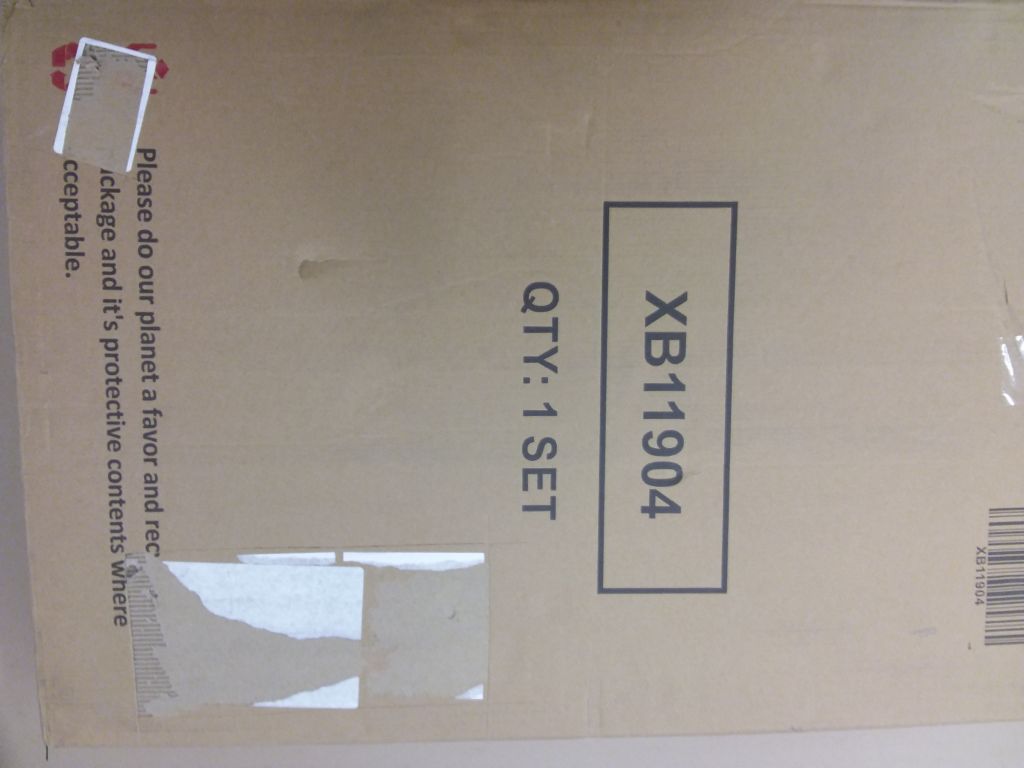 XB11904
XB11904
QTY: 1 SET
Please do our planet a favor and rec
ckage and it's protective contents where
cceptable.